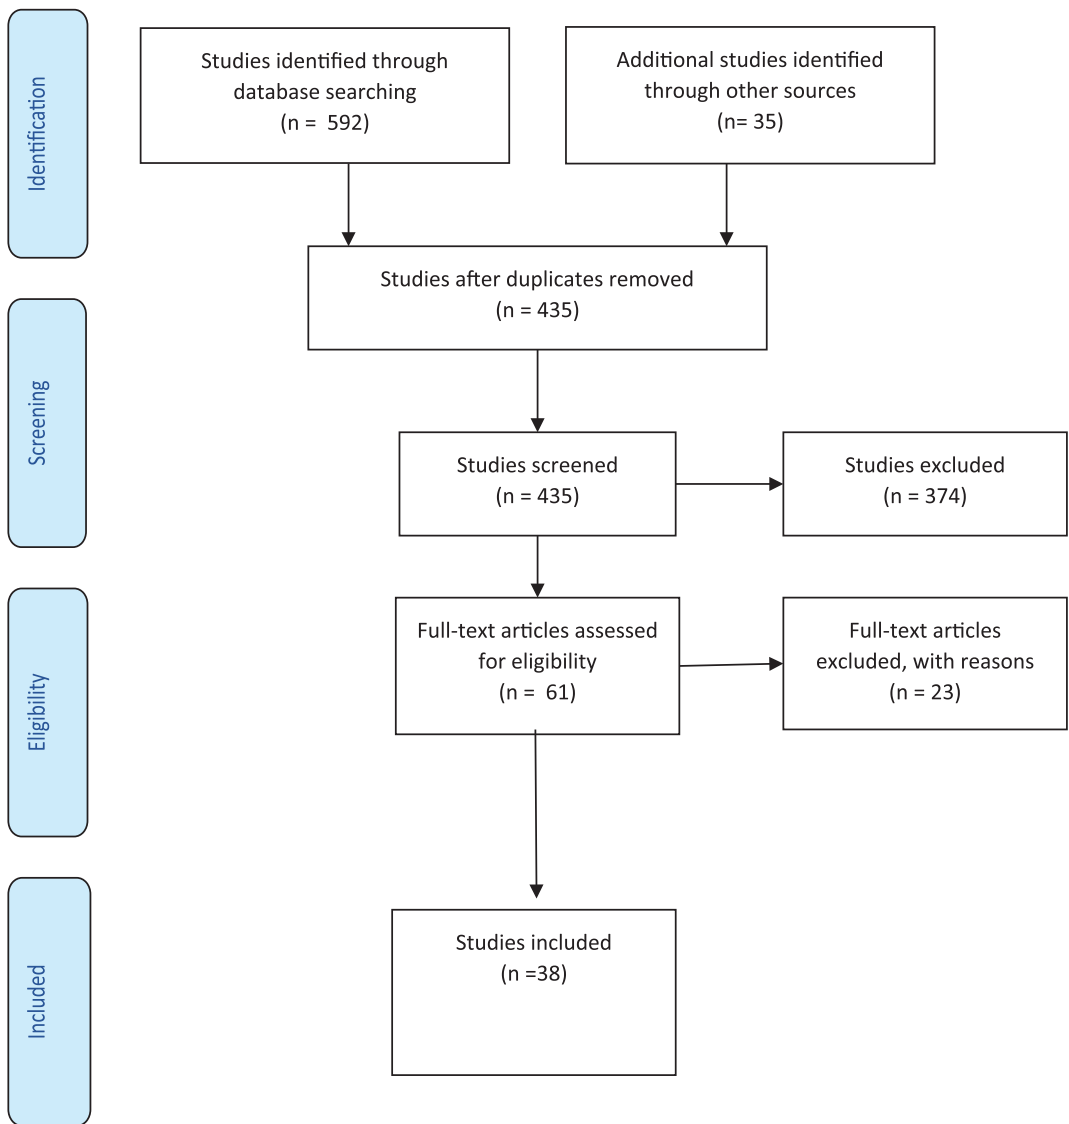 Identification
Studies identified through
database searching
(n =  592)
Additional studies identified
through other sources
(n= 35)
Studies after duplicates removed
(n = 435)
Screening
Studies screened
(n = 435)
Studies excluded
(n = 374)
Eligibility
Full-text articles assessed
for eligibility
(n =  61)
Full-text articles
excluded, with reasons
(n = 23)
Included
Studies included
(n =38)